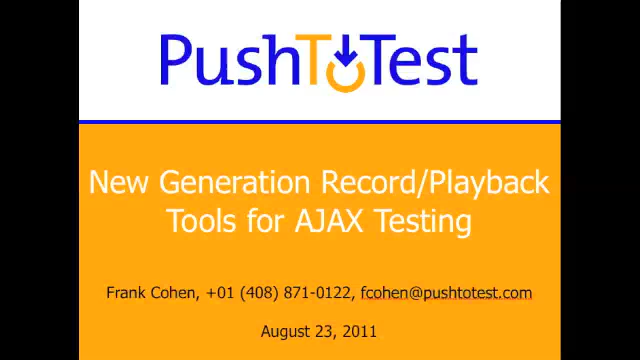 PushToTest
New Generation Record/Playback
Tools for AJAX Testing
Frank Cohen, +01 (408) 871-0122, fcohen@pushtotest.com
August 23, 2011